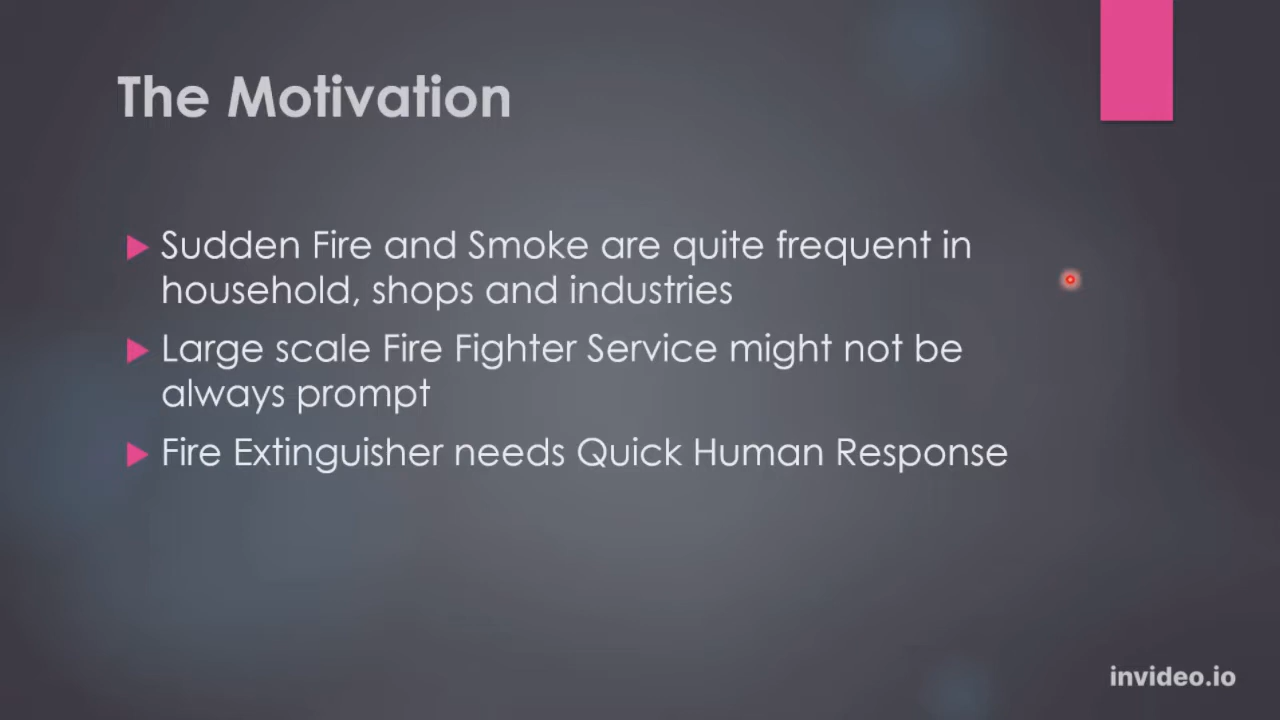 The Motivation
Sudden Fire and Smoke are quite frequent in
household, shops and industries
Large scale Fire Fighter Service might not be
always prompt
Fire Extinguisher needs Quick Human Response
invideo.io